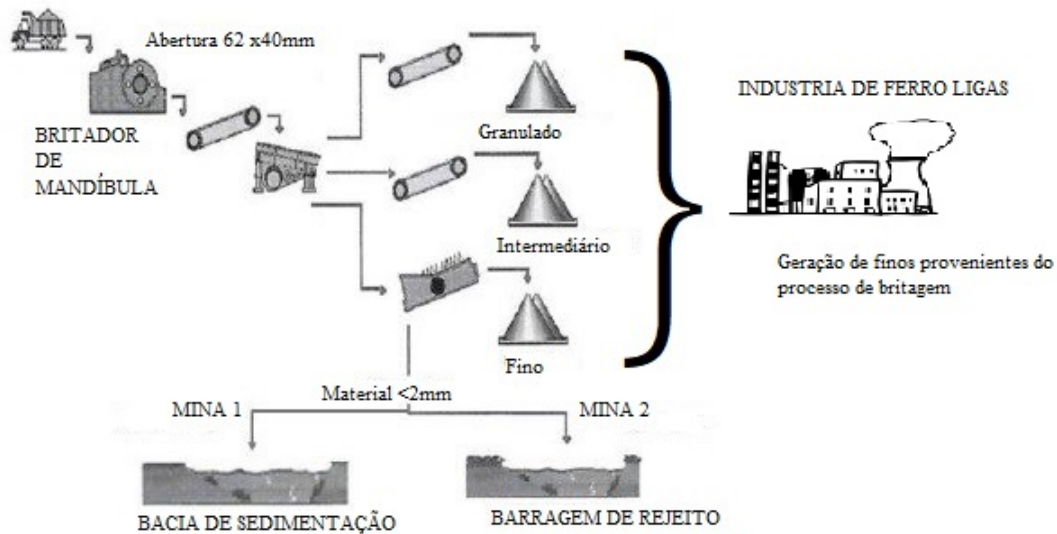 Abertura 62 x40mm
BRITADOR
DE
MANDÍBULA
Granulado
Intermediário
Fino
INDUSTRIA DE FERRO LIGAS
Geração de finos provenientes do
processo de britagem
Material <2mm
MINA 1
MINA 2
BACIA DE SEDIMENTAÇÃO
BARRAGEM DE REJEITO